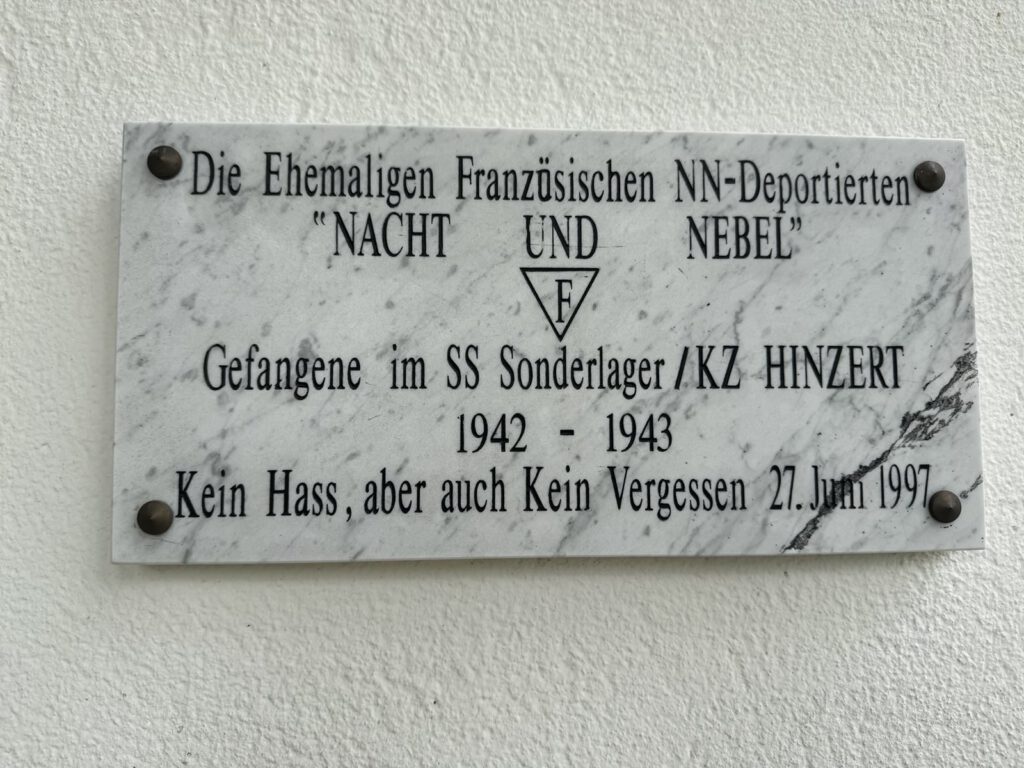 Die Ehemaligen Französischen NN-Deportierten
“NACHT UND NEBEL”
F
Gefangene im SS Sonderlager/KZ HINZERT
1942 - 1943
Kein Hass, aber auch Kein Vergessen 27. Juni 1997